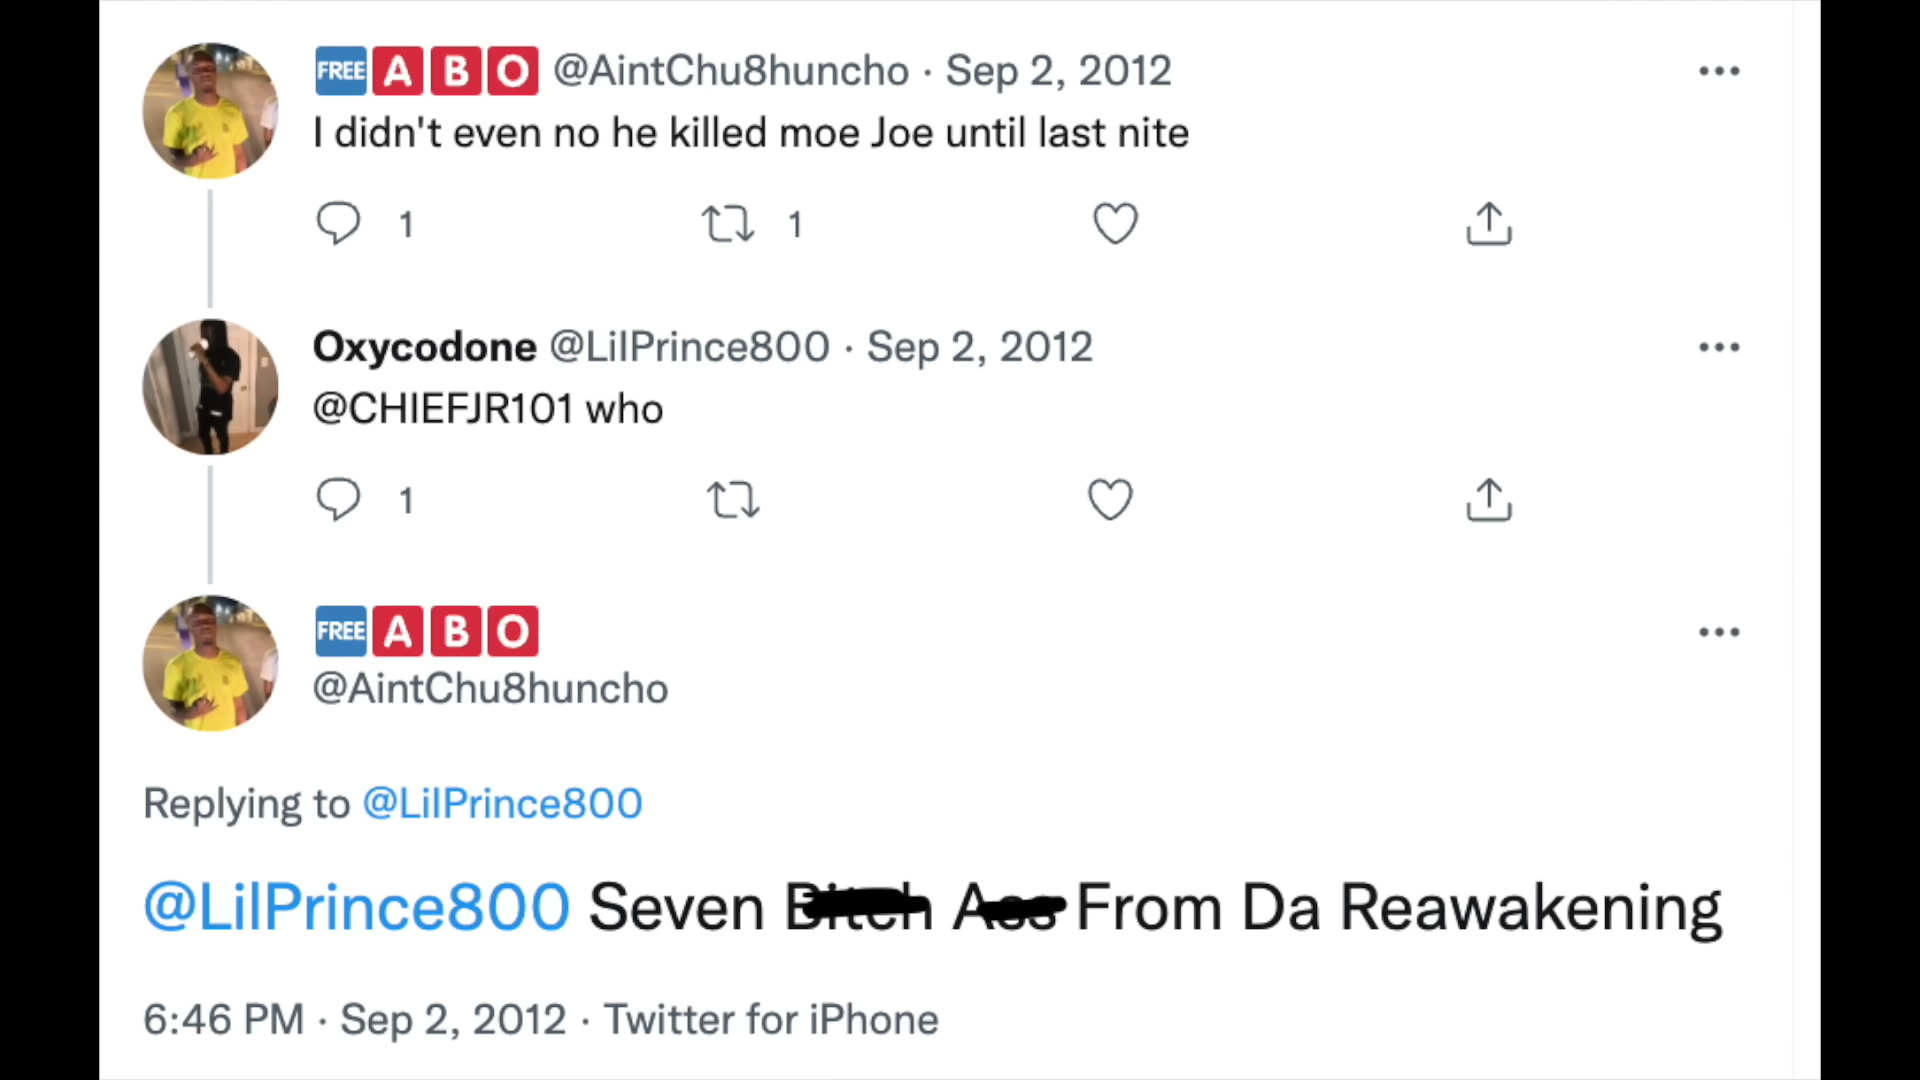 FREE A B O @AintChu8huncho · Sep 2, 2012
I didn't even no he killed moe Joe until last nite
1 1
Oxycodone @LilPrince800 · Sep 2, 2012
@CHIEFJR101 who
1
FREE A B O
@AintChu8huncho
Replying to @LilPrince800
@LilPrince800 Seven Bitch Ass From Da Reawakening
6:46 PM · Sep 2, 2012 · Twitter for iPhone